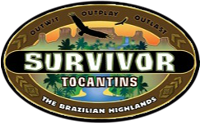 OUTWIT OUTPLAY OUTLAST
SURVIVOR
TOCANTINS
THE BRAZILIAN HIGHLANDS